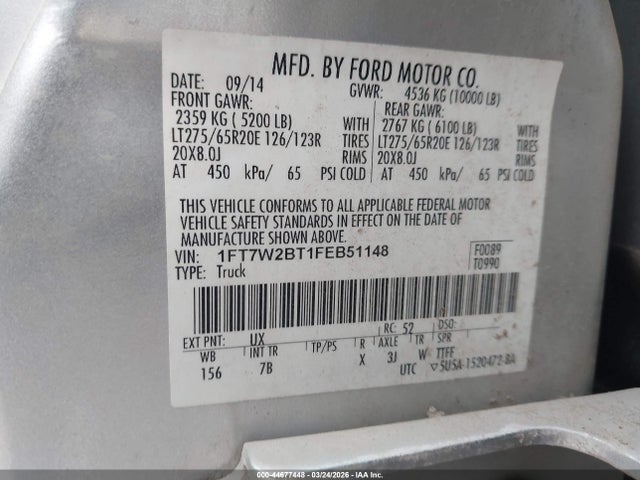 MFD. BY FORD MOTOR CO.
DATE: 09/14 GVWR: 4536 KG (10000 LB)
FRONT GAWR: REAR GAWR:
2359 KG ( 5200 LB) WITH 2767 KG ( 6100 LB) WITH
LT275/65R20E 126/123R TIRES LT275/65R20E 126/123R TIRES
20X8.0J RIMS 20X8.0J RIMS
AT 450 kPa/ 65 PSI COLD AT 450 kPa/ 65 PSI COLD
THIS VEHICLE CONFORMS TO ALL APPLICABLE FEDERAL MOTOR
VEHICLE SAFETY STANDARDS IN EFFECT ON THE DATE OF
MANUFACTURE SHOWN ABOVE.
VIN: 1FT7W2BT1FEB51148 F0089
TYPE: Truck T0990
EXT PNT: UX RC: 52 DSO:
WB INT TR TP/PS R AXLE TR SPR
156 7B X 3J W TTFF
UTC ▽5U5A-1520472-BA
000-44677448 - 03/24/2026 - IAA Inc.